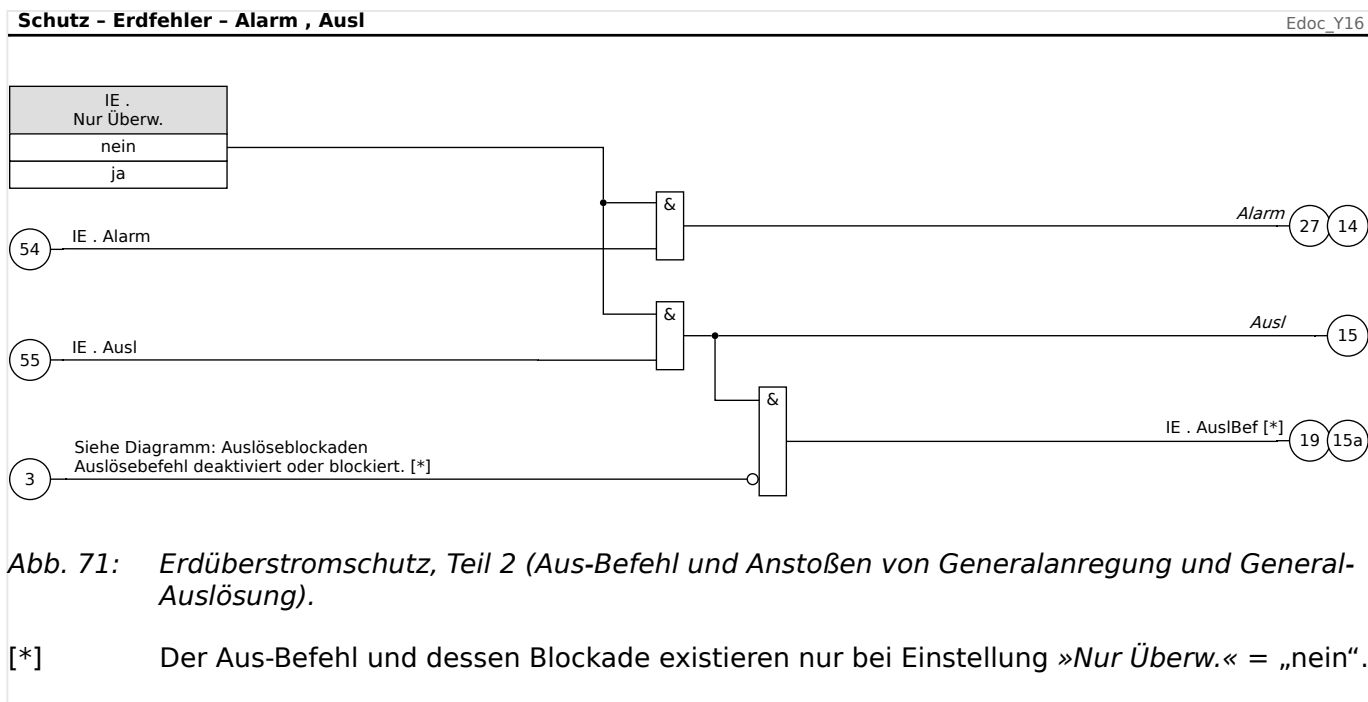 Schutz – Erdfehler – Alarm , Ausl
Edoc_Y16
IE .
Nur Überw.
nein
ja
&
Alarm
27
14
54
IE . Alarm
&
Ausl
15
55
IE . Ausl
&
IE . AuslBef [*]
19
15a
Siehe Diagramm: Auslöseblockaden
3
Auslösebefehl deaktiviert oder blockiert. [*]
Abb. 71: Erdüberstromschutz, Teil 2 (Aus-Befehl und Anstoßen von Generalanregung und General-
Auslösung).
[*] Der Aus-Befehl und dessen Blockade existieren nur bei Einstellung »Nur Überw.« = „nein“.